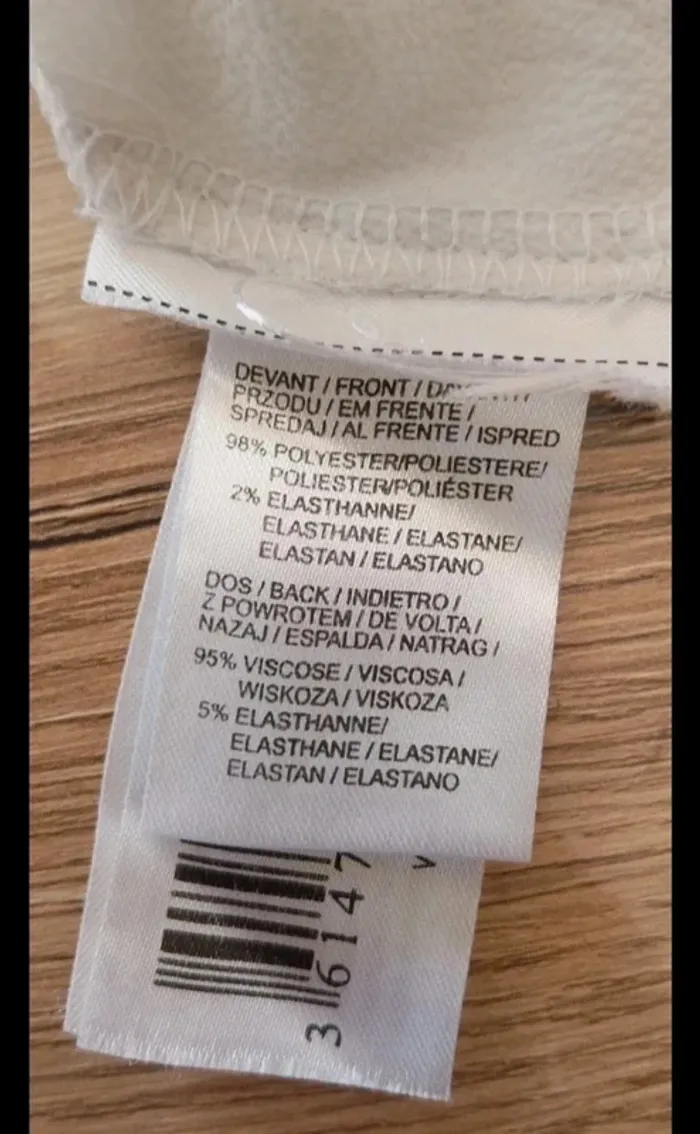 DEVANT / FRONT /
PRZODU / EM FRENTE /
SPREDAJ / AL FRENTE / ISPRED
98% POLYESTER/POLIESTERE/
POLIESTER/POLIÉSTER
2% ELASTHANNE/
ELASTHANE / ELASTANE/
ELASTAN / ELASTANO
DOS / BACK / INDIETRO /
Z POWROTEM / DE VOLTA /
NAZAJ / ESPALDA / NATRAG /
95% VISCOSE / VISCOSA /
WISKOZA / VISKOZA
5% ELASTHANNE/
ELASTHANE / ELASTANE/
ELASTAN / ELASTANO
3 6147